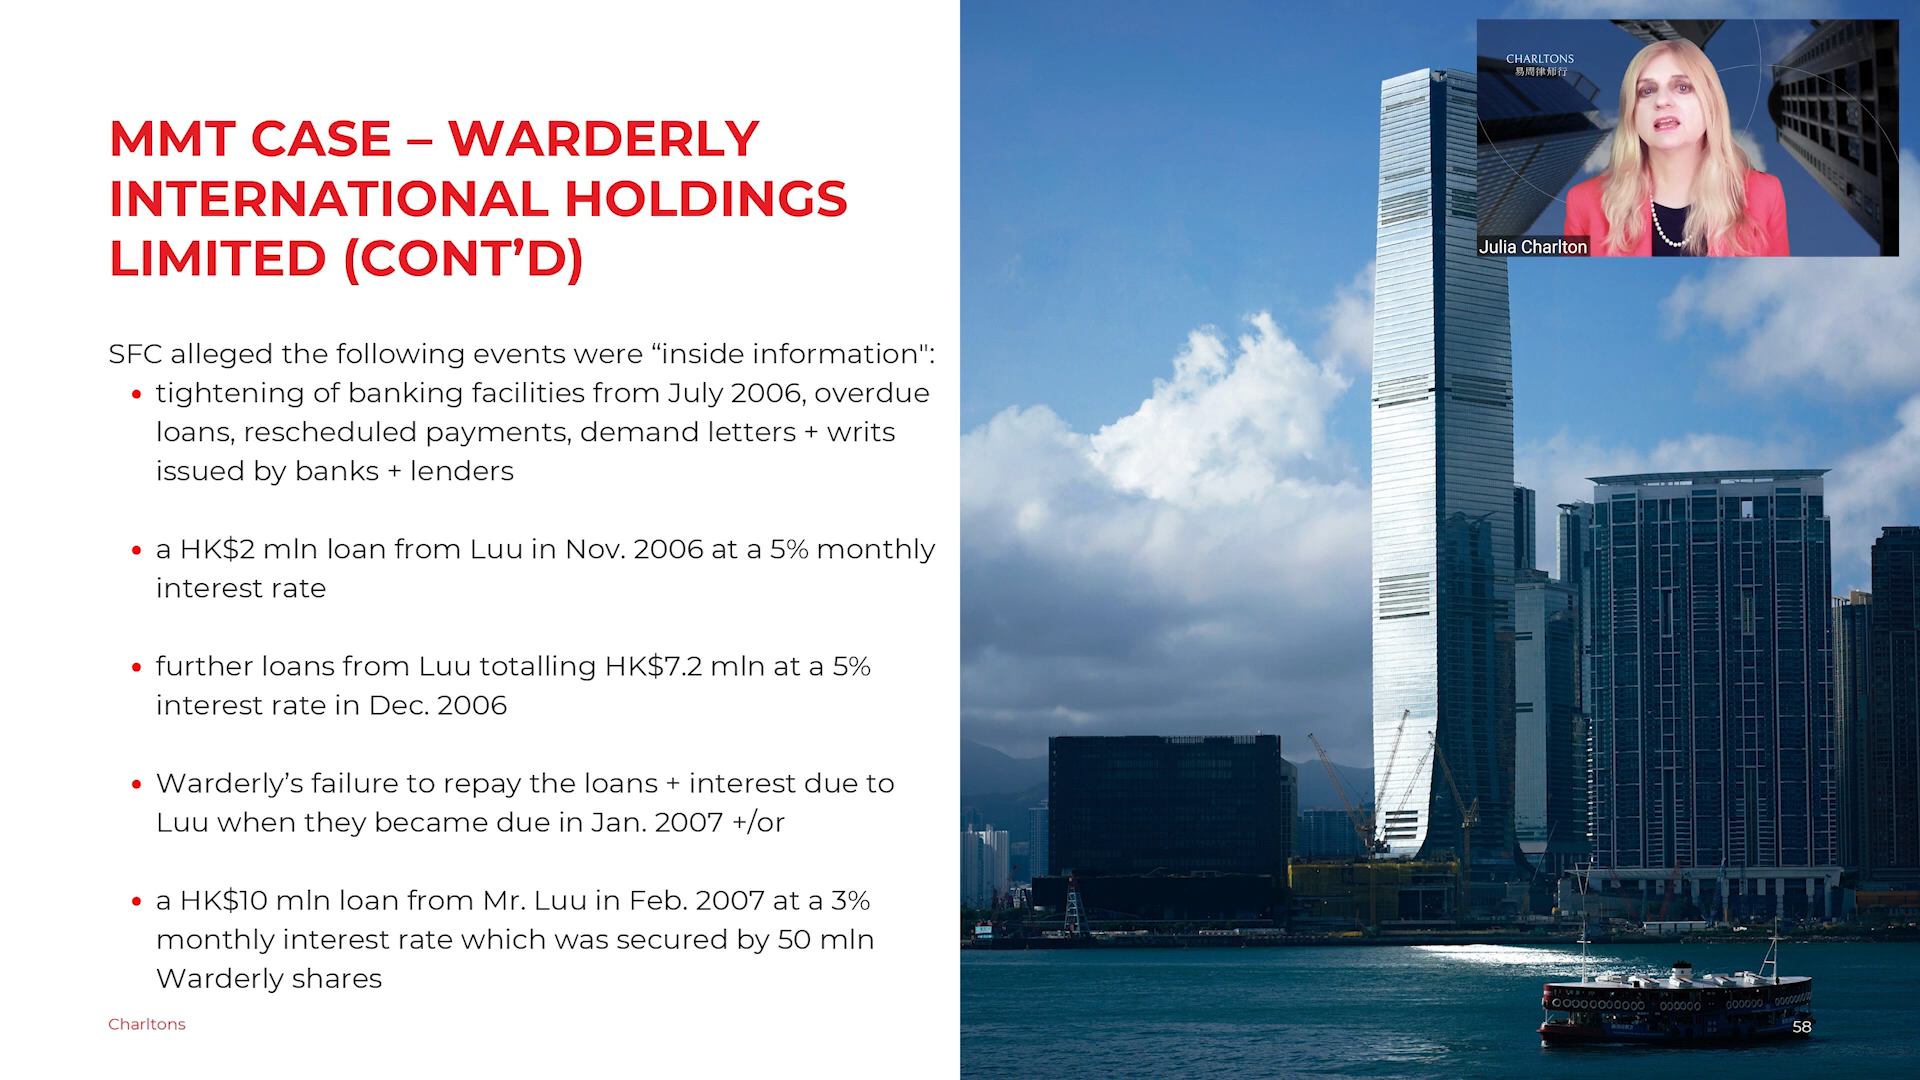 MMT CASE – WARDERLY
INTERNATIONAL HOLDINGS
LIMITED (CONT’D)
SFC alleged the following events were “inside information":
• tightening of banking facilities from July 2006, overdue
loans, rescheduled payments, demand letters + writs
issued by banks + lenders
• a HK$2 mln loan from Luu in Nov. 2006 at a 5% monthly
interest rate
• further loans from Luu totalling HK$7.2 mln at a 5%
interest rate in Dec. 2006
• Warderly’s failure to repay the loans + interest due to
Luu when they became due in Jan. 2007 +/or
• a HK$10 mln loan from Mr. Luu in Feb. 2007 at a 3%
monthly interest rate which was secured by 50 mln
Warderly shares
Charltons
CHARLTONS
易周律师行
Julia Charlton
58